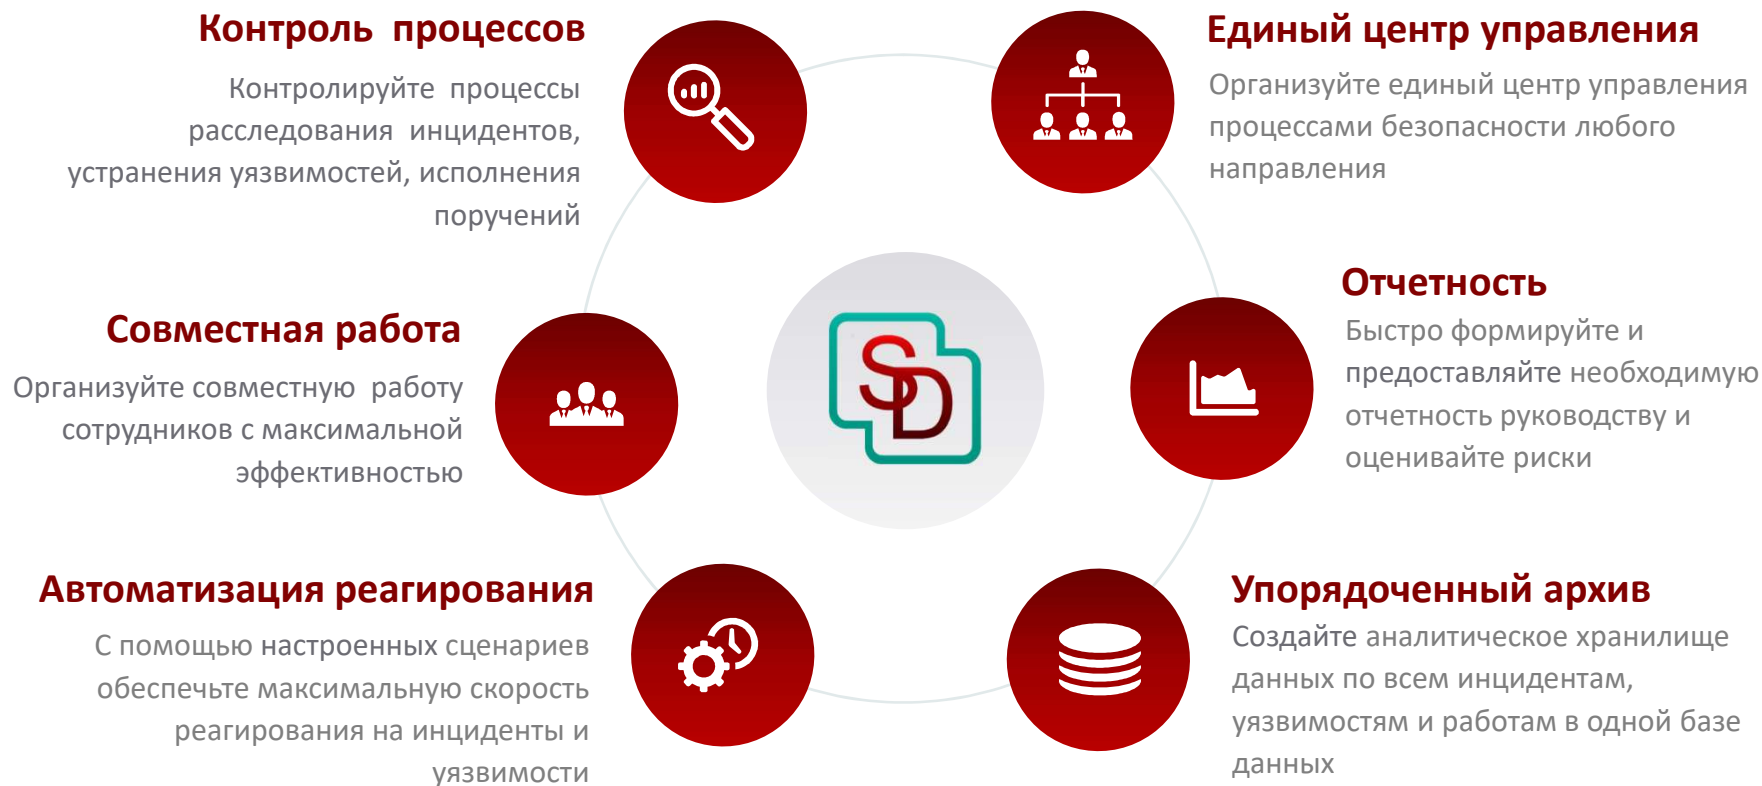 Контроль процессов
Контролируйте процессы
расследования инцидентов,
устранения уязвимостей, исполнения
поручений
Единый центр управления
Организуйте единый центр управления
процессами безопасности любого
направления
Совместная работа
Организуйте совместную работу
сотрудников с максимальной
эффективностью
SD
Отчетность
Быстро формируйте и
предоставляйте необходимую
отчетность руководству и
оценивайте риски
Автоматизация реагирования
С помощью настроенных сценариев
обеспечьте максимальную скорость
реагирования на инциденты и
уязвимости
Упорядоченный архив
Создайте аналитическое хранилище
данных по всем инцидентам,
уязвимостям и работам в одной базе
данных